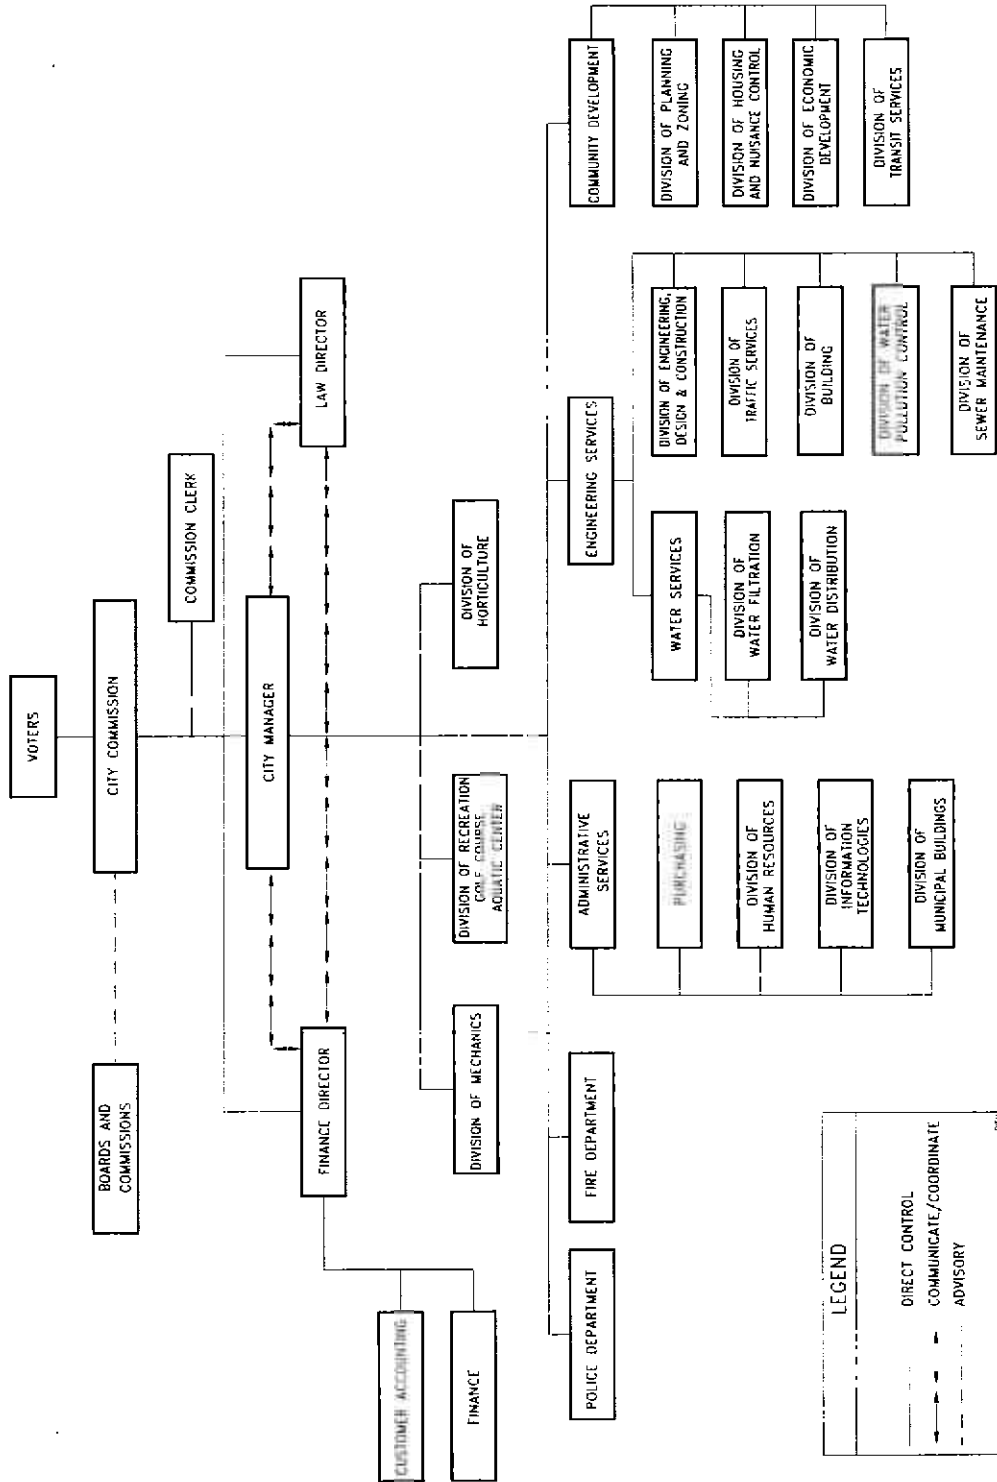 VOTERS
CITY COMMISSION
BOARDS AND
COMMISSIONS
COMMISSION CLERK
CITY MANAGER
FINANCE DIRECTOR
LAW DIRECTOR
CUSTOMER ACCOUNTING
FINANCE
DIVISION OF MECHANICS
DIVISION OF RECREATION
GOLF COURSE
AQUATIC CENTER
DIVISION OF
HORTICULTURE
POLICE DEPARTMENT
FIRE DEPARTMENT
ADMINISTRATIVE
SERVICES
PURCHASING
DIVISION OF
HUMAN RESOURCES
DIVISION OF
INFORMATION
TECHNOLOGIES
DIVISION OF
MUNICIPAL BUILDINGS
ENGINEERING SERVICES
WATER SERVICES
DIVISION OF
WATER FILTRATION
DIVISION OF
WATER DISTRIBUTION
DIVISION OF ENGINEERING,
DESIGN & CONSTRUCTION
DIVISION OF
TRAFFIC SERVICES
DIVISION OF
BUILDING
DIVISION OF WATER
POLLUTION CONTROL
DIVISION OF
SEWER MAINTENANCE
COMMUNITY DEVELOPMENT
DIVISION OF PLANNING
AND ZONING
DIVISION OF HOUSING
AND NUISANCE CONTROL
DIVISION OF ECONOMIC
DEVELOPMENT
DIVISION OF
TRANSIT SERVICES
LEGEND
DIRECT CONTROL
COMMUNICATE/COORDINATE
ADVISORY